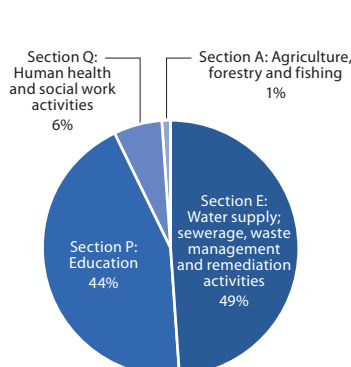 Section Q:
Human health
and social work
activities
6%
Section A: Agriculture,
forestry and fishing
1%
Section E:
Water supply;
sewerage, waste
management
and remediation
activities
49%
Section P:
Education
44%